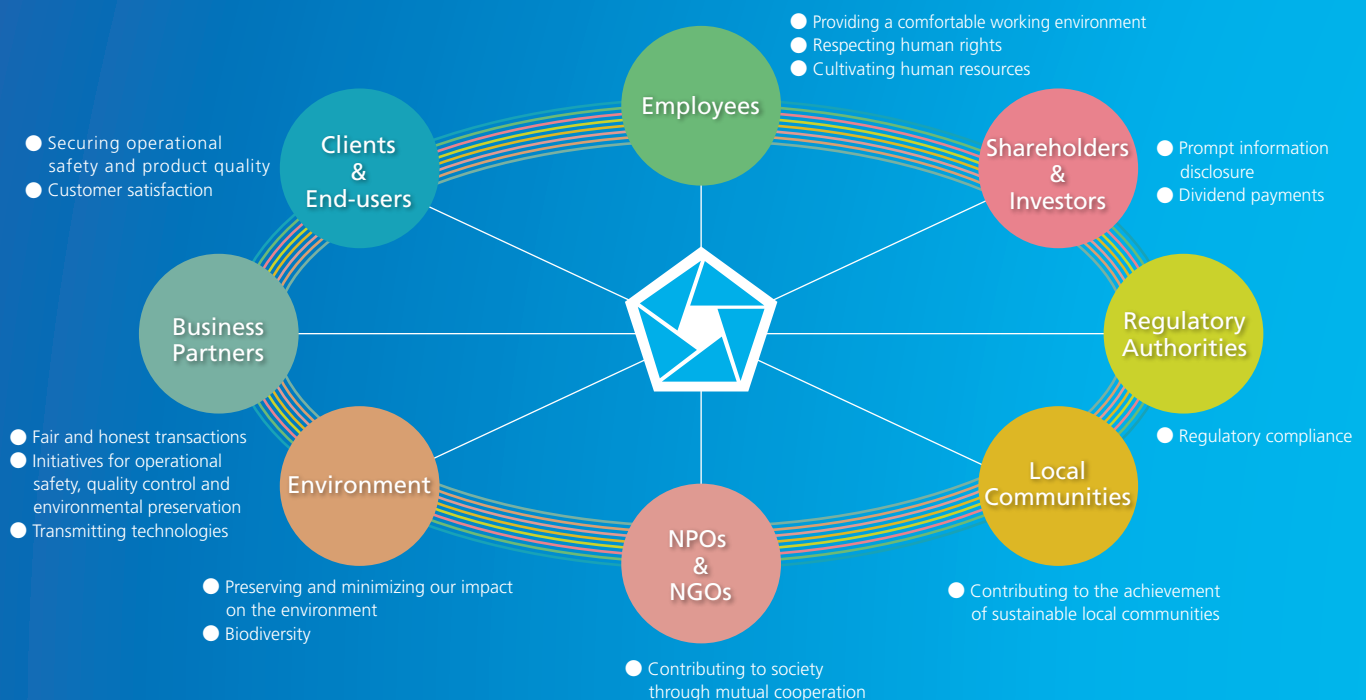 ● Providing a comfortable working environment
● Respecting human rights
● Cultivating human resources
Employees
Clients
&
End-users
● Securing operational
safety and product quality
● Customer satisfaction
Shareholders
&
Investors
● Prompt information
disclosure
● Dividend payments
Business
Partners
● Fair and honest transactions
● Initiatives for operational
safety, quality control and
environmental preservation
● Transmitting technologies
Regulatory
Authorities
● Regulatory compliance
Environment
● Preserving and minimizing our impact
on the environment
● Biodiversity
NPOs
&
NGOs
● Contributing to society
through mutual cooperation
Local
Communities
● Contributing to the achievement
of sustainable local communities